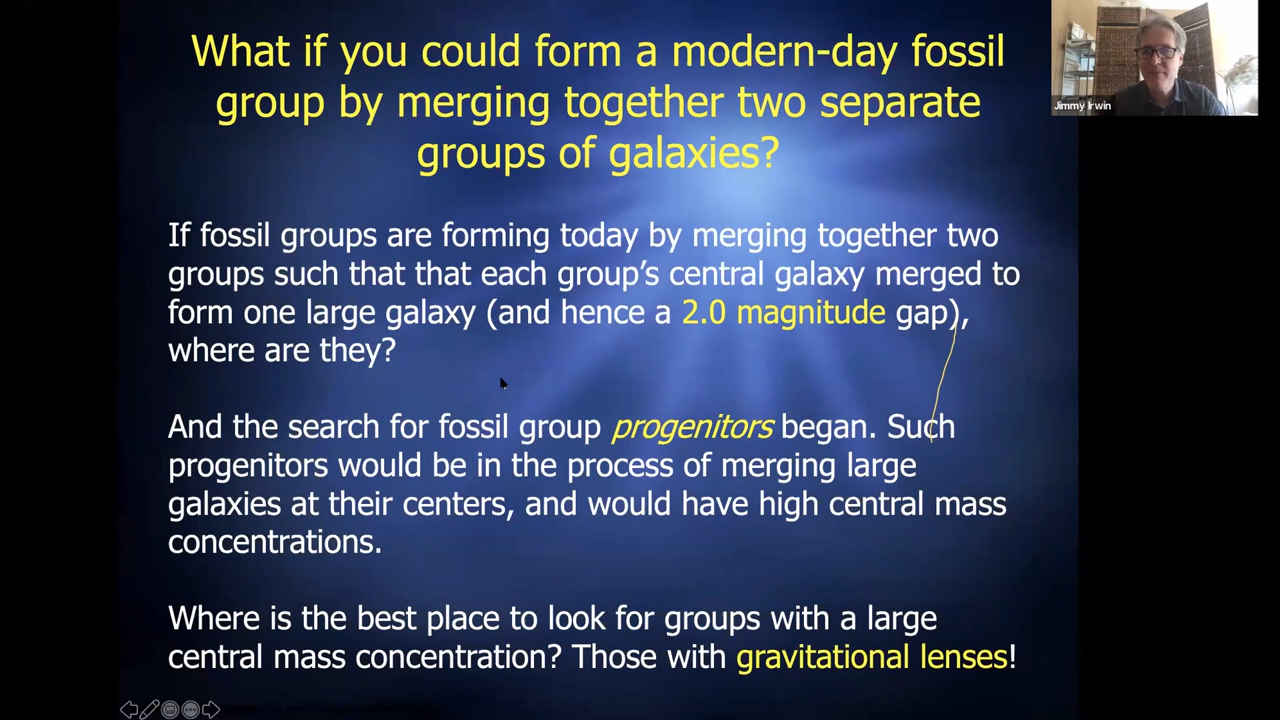 What if you could form a modern-day fossil
group by merging together two separate
groups of galaxies?
Jimmy Irwin
If fossil groups are forming today by merging together two
groups such that that each group's central galaxy merged to
form one large galaxy (and hence a 2.0 magnitude gap),
where are they?
And the search for fossil group progenitors began. Such
progenitors would be in the process of merging large
galaxies at their centers, and would have high central mass
concentrations.
Where is the best place to look for groups with a large
central mass concentration? Those with gravitational lenses!